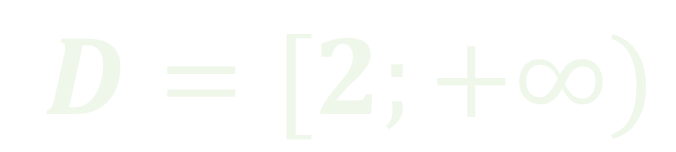 D = [2; +∞)